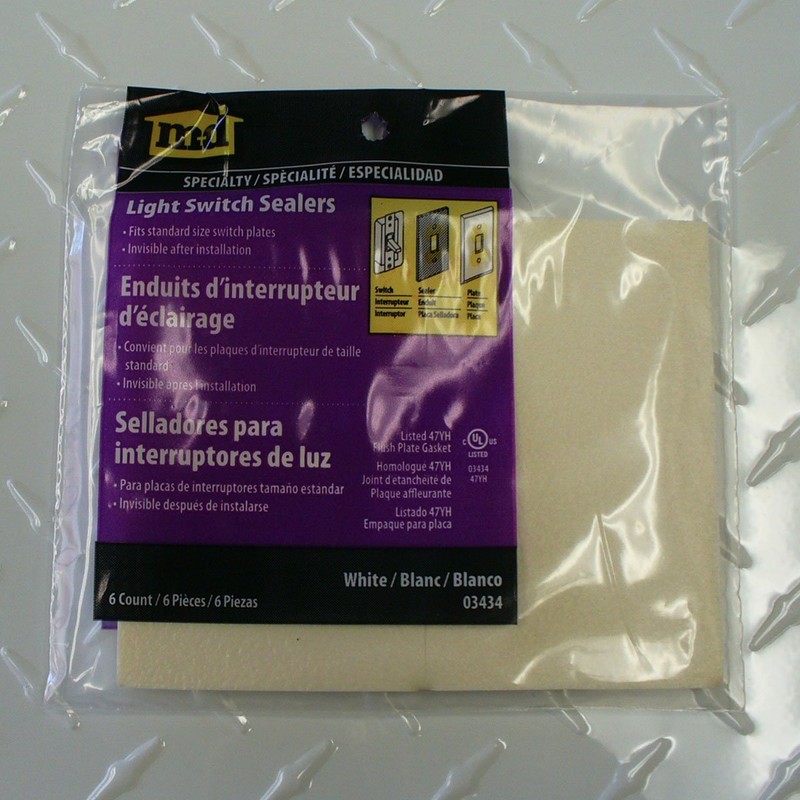 m-d
SPECIALTY / SPÉCIALITÉ / ESPECIALIDAD
Light Switch Sealers
• Fits standard size switch plates
• Invisible after installation
Switch Sealer Plate
Interrupteur Enduit Plaque
Interruptor Placa Selladora Placa
Enduits d'interrupteur
d'éclairage
• Convient pour les plaques d'interrupteur de taille
standard
• Invisible après l'installation
Selladores para
interruptores de luz
• Para placas de interruptores tamaño estandar
• Invisible después de instalarse
Listed 47YH
Flush Plate Gasket
Homologué 47YH
Joint d'étanchéité de
Plaque affleurante
Listado 47YH
Empaque para placa
C UL US
LISTED
03434
47YH
White / Blanc / Blanco
6 Count / 6 Pièces / 6 Piezas
03434